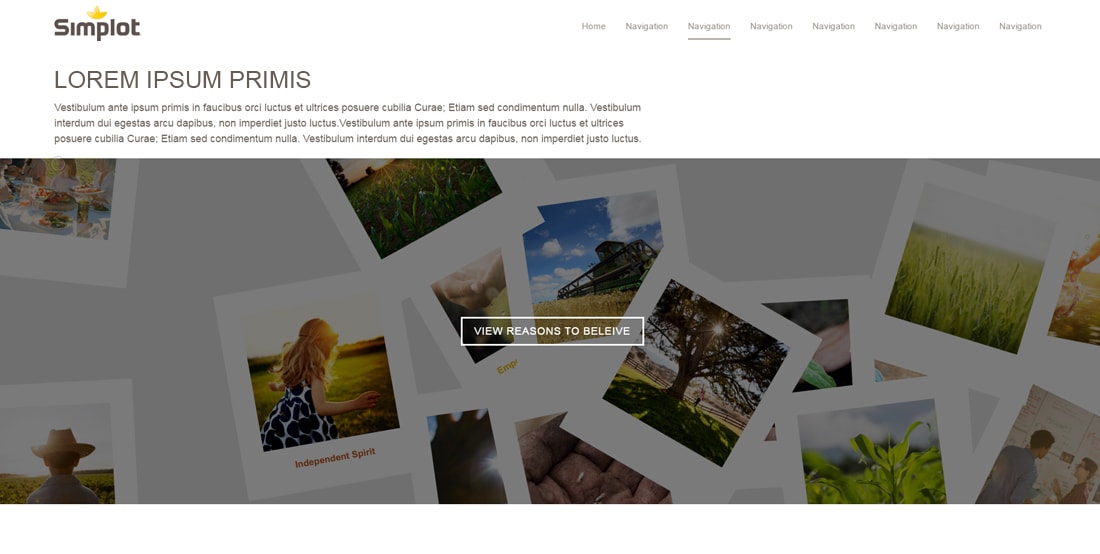 Simplot
Home Navigation Navigation Navigation Navigation Navigation Navigation Navigation
LOREM IPSUM PRIMIS
Vestibulum ante ipsum primis in faucibus orci luctus et ultrices posuere cubilia Curae; Etiam sed condimentum nulla. Vestibulum
interdum dui egestas arcu dapibus, non imperdiet justo luctus.Vestibulum ante ipsum primis in faucibus orci luctus et ultrices
posuere cubilia Curae; Etiam sed condimentum nulla. Vestibulum interdum dui egestas arcu dapibus, non imperdiet justo luctus.
VIEW REASONS TO BELEIVE
Independent Spirit